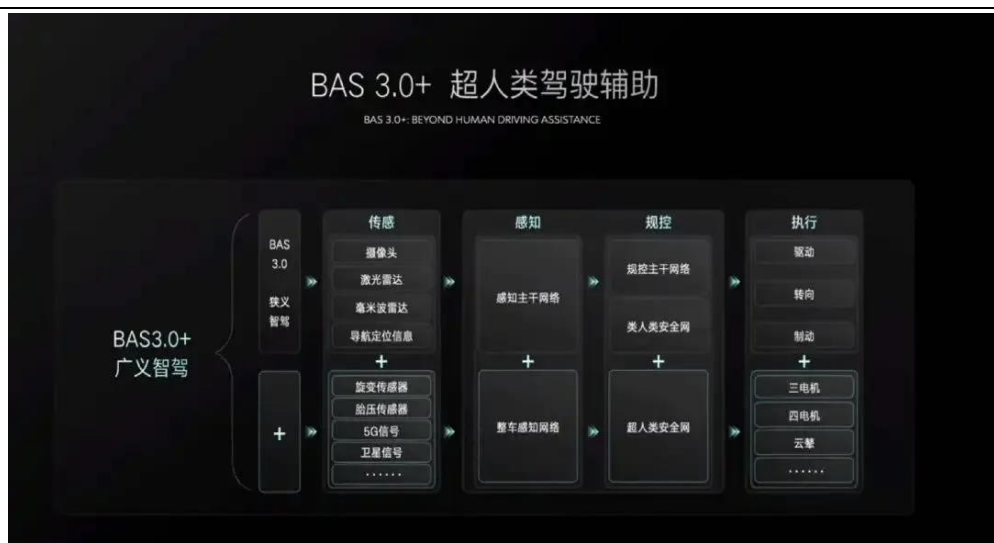 BAS 3.0+ 超人类驾驶辅助
BAS 3.0+: BEYOND HUMAN DRIVING ASSISTANCE
BAS3.0+
广义智驾
BAS
3.0
狭义
智驾
+
传感
摄像头
激光雷达
毫米波雷达
导航定位信息
+
旋变传感器
胎压传感器
5G信号
卫星信号
······
感知
感知主干网络
+
整车感知网络
规控
规控主干网络
类人类安全网
+
超人类安全网
执行
驱动
转向
制动
+
三电机
四电机
云辇
······